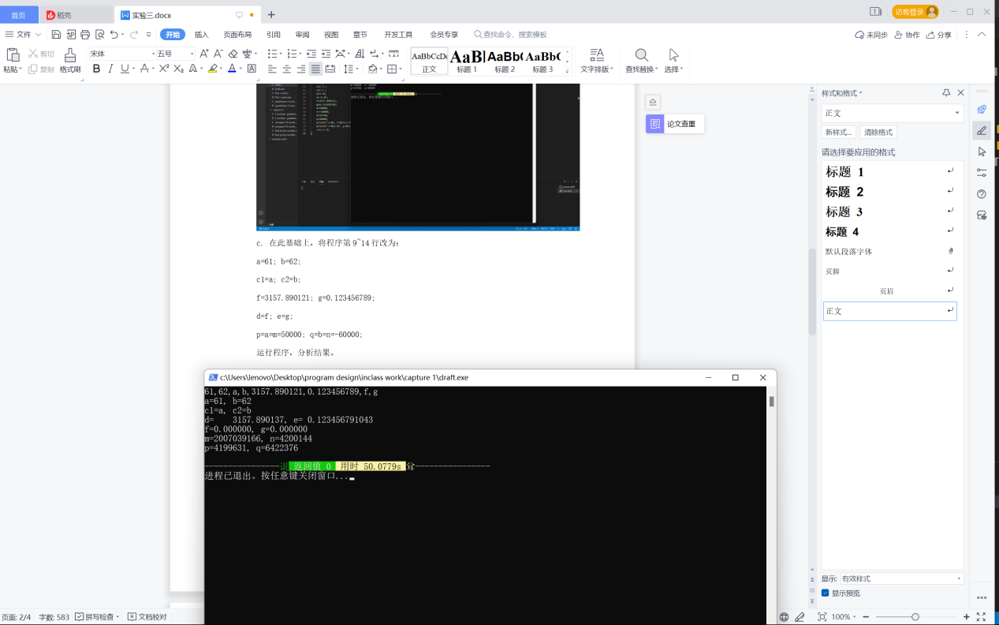 首页 稻壳 实验三.docx 访客登录
文件 开始 插入 页面布局 引用 审阅 视图 章节 开发工具 会员专享 查找命令、搜索模板 未同步 协作 分享
剪切 宋体 五号
粘贴 复制 格式刷
AaBbCcDc AaBl AaBb( AaBb(
正文 标题 1 标题 2 标题 3 文字排版 查找替换 选择
论文查重
c. 在此基础上，将程序第 9~14 行改为：
a=61; b=62;
c1=a; c2=b;
f=3157.890121; g=0.123456789;
d=f; e=g;
p=a=m=50000; q=b=n=-60000;
运行程序，分析结果。
c:\Users\lenovo\Desktop\program design\inclass work\capture 1\draft.exe
61,62,a,b,3157.890121,0.123456789,f,g
a=61, b=62
c1=a, c2=b
d=    3157.890137, e= 0.123456791043
f=0.000000, g=0.000000
m=2007039166, n=4200144
p=4199631, q=6422376
返回值 0 用时 50.0779s
进程已退出。按任意键关闭窗口...
样式和格式
正文
新样式... 清除格式
请选择要应用的格式
标题 1
标题 2
标题 3
标题 4
默认段落字体
页脚
页眉
正文
显示: 有效样式
显示预览
页面: 2/4 字数: 583 拼写检查 文档校对 100%